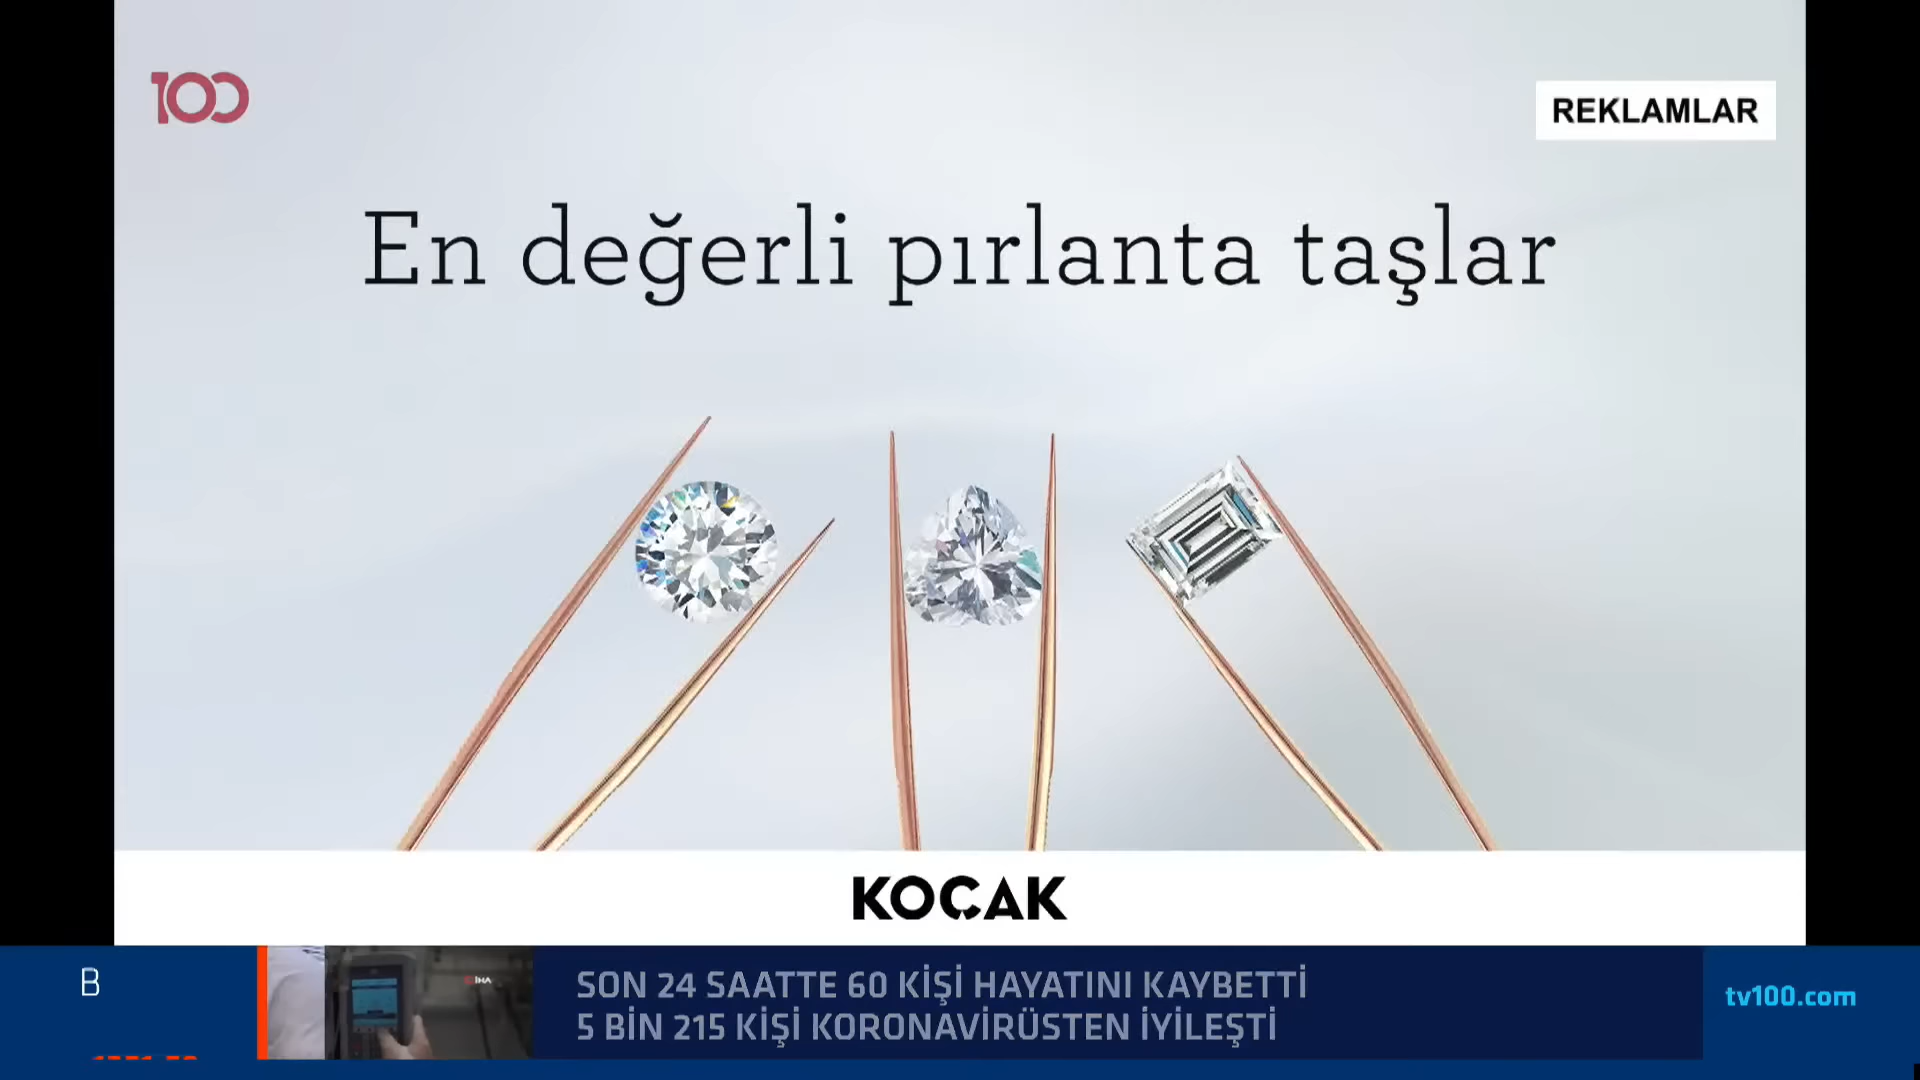 100
REKLAMLAR
En değerli pırlanta taşlar
KOÇAK
B
İHA
SON 24 SAATTE 60 KİŞİ HAYATINI KAYBETTİ
5 BİN 215 KİŞİ KORONAVİRÜSTEN İYİLEŞTİ
tv100.com